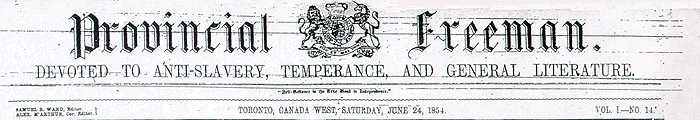 Provincial Freeman.
DEVOTED TO ANTI-SLAVERY, TEMPERANCE, AND GENERAL LITERATURE.
"Self-Reliance is the True Road to Independence."
SAMUEL R. WARD, Editor.
ALEX. M'ARTHUR, Cor. Editor.
TORONTO, CANADA WEST, SATURDAY, JUNE 24, 1854.
VOL. I—NO. 14.